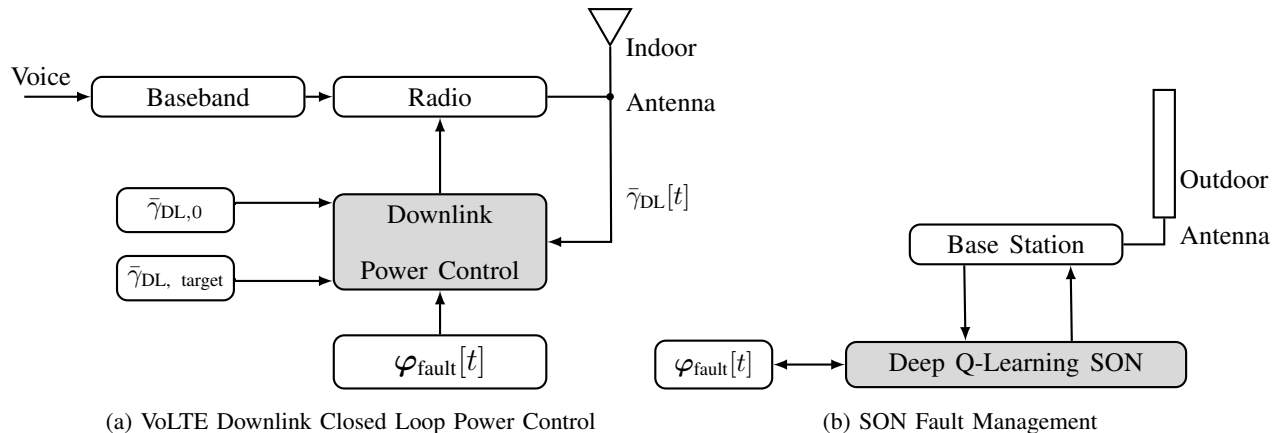 Voice
Baseband
Radio
Indoor
Antenna
γ̄DL,0
γ̄DL, target
Downlink
Power Control
γ̄DL[t]
φfault[t]
(a) VoLTE Downlink Closed Loop Power Control
Outdoor
Antenna
Base Station
φfault[t]
Deep Q-Learning SON
(b) SON Fault Management